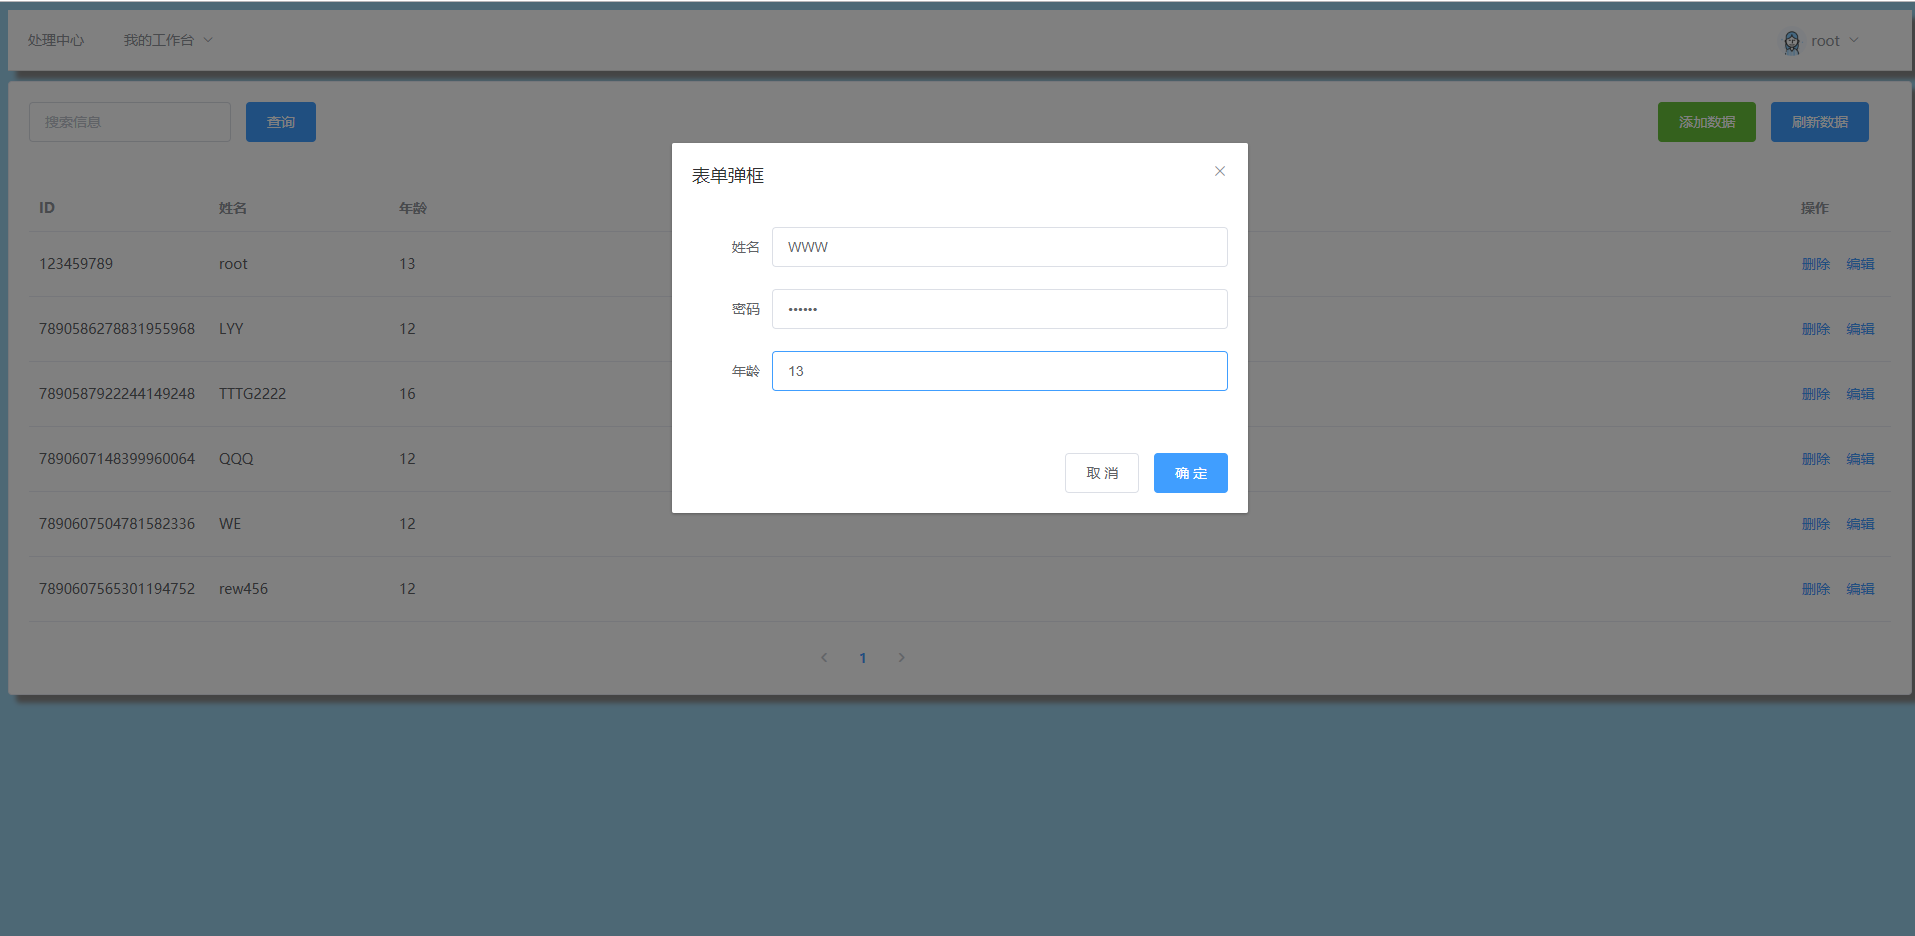 处理中心 我的工作台 root
搜索信息 查询 添加数据 刷新数据
表单弹框
ID 姓名 年龄 操作
姓名 WWW
123459789 root 13 删除 编辑
密码 ••••••
7890586278831955968 LYY 12 删除 编辑
年龄 13
7890587922244149248 TTTG2222 16 删除 编辑
7890607148399960064 QQQ 12 删除 编辑
取 消 确 定
7890607504781582336 WE 12 删除 编辑
7890607565301194752 rew456 12 删除 编辑
1